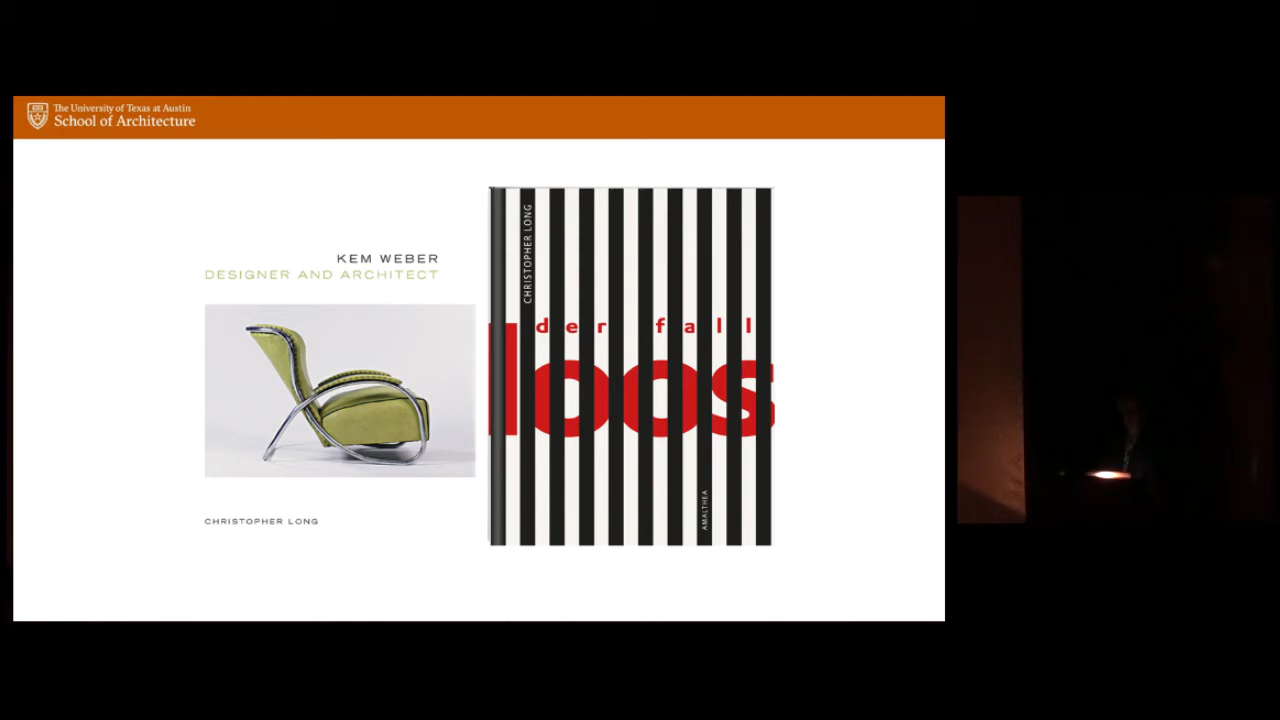 The University of Texas at Austin
School of Architecture
KEM WEBER
DESIGNER AND ARCHITECT
CHRISTOPHER LONG
CHRISTOPHER LONG
der fall
loos
AMALTHEA